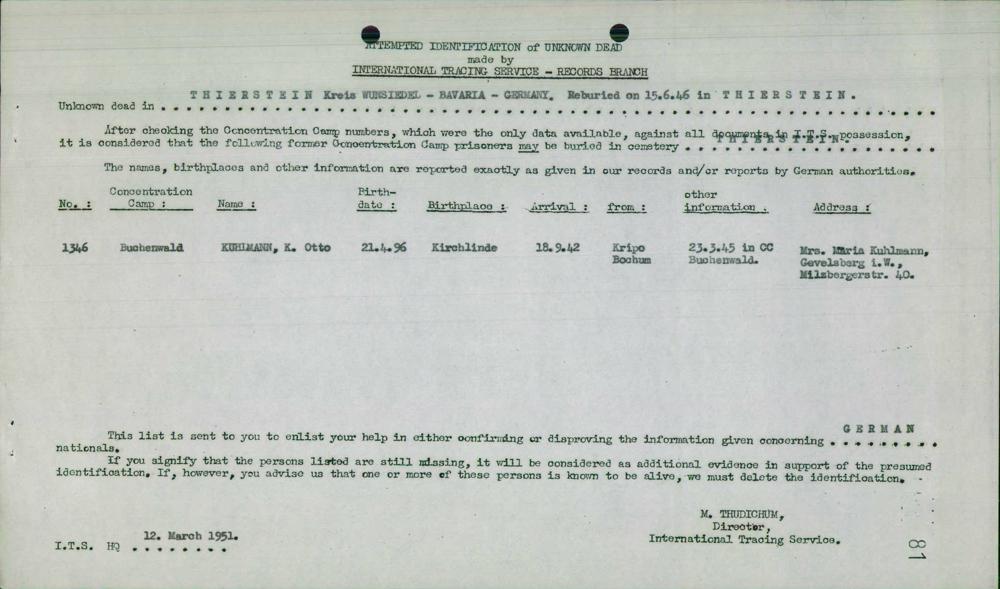 ATTEMPTED IDENTIFICATION of UNKNOWN DEAD
made by
INTERNATIONAL TRACING SERVICE - RECORDS BRANCH
THIERSTEIN Kreis WUNSIEDEL - BAVARIA - GERMANY. Reburied on 15.6.46 in THIERSTEIN.
Unknown dead in
After checking the Concentration Camp numbers, which were the only data available, against all documents in I.T.S. possession,
THIERSTEIN.
it is considered that the following former Concentration Camp prisoners may be buried in cemetery
The names, birthplaces and other information are reported exactly as given in our records and/or reports by German authorities.
No. : Concentration Camp : Name : Birth-date : Birthplace : Arrival : from : other information . Address :
1346 Buchenwald KUHLMANN, K. Otto 21.4.96 Kirchlinde 18.9.42 Kripo Bochum 23.3.45 in CC Buchenwald. Mrs. Maria Kuhlmann,
Gevelsberg i.W.,
Milsbergerstr. 40.
GERMAN
This list is sent to you to enlist your help in either confirming or disproving the information given concerning
nationals.
If you signify that the persons listed are still missing, it will be considered as additional evidence in support of the presumed
identification. If, however, you advise us that one or more of these persons is known to be alive, we must delete the identification.
M. THUDICHUM,
Director,
International Tracing Service.
12. March 1951.
I.T.S. HQ
81